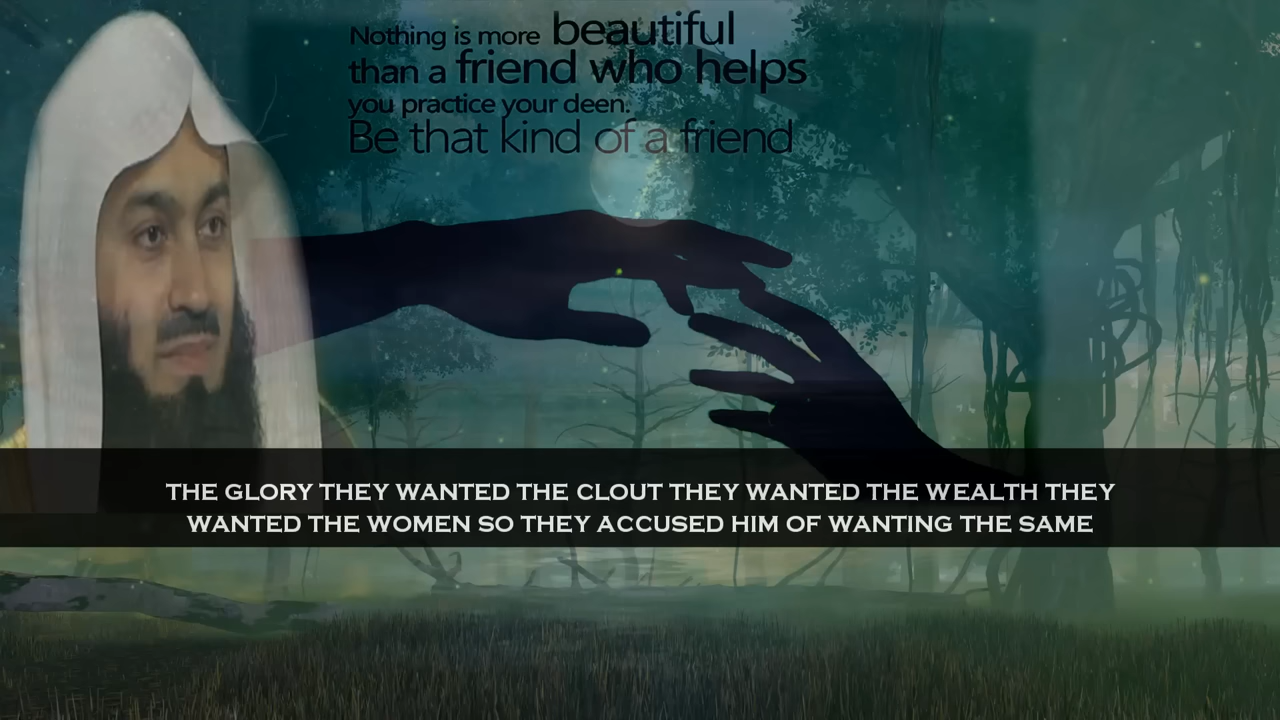 Nothing is more beautiful
than a friend who helps
you practice your deen.
Be that kind of a friend
THE GLORY THEY WANTED THE CLOUT THEY WANTED THE WEALTH THEY
WANTED THE WOMEN SO THEY ACCUSED HIM OF WANTING THE SAME